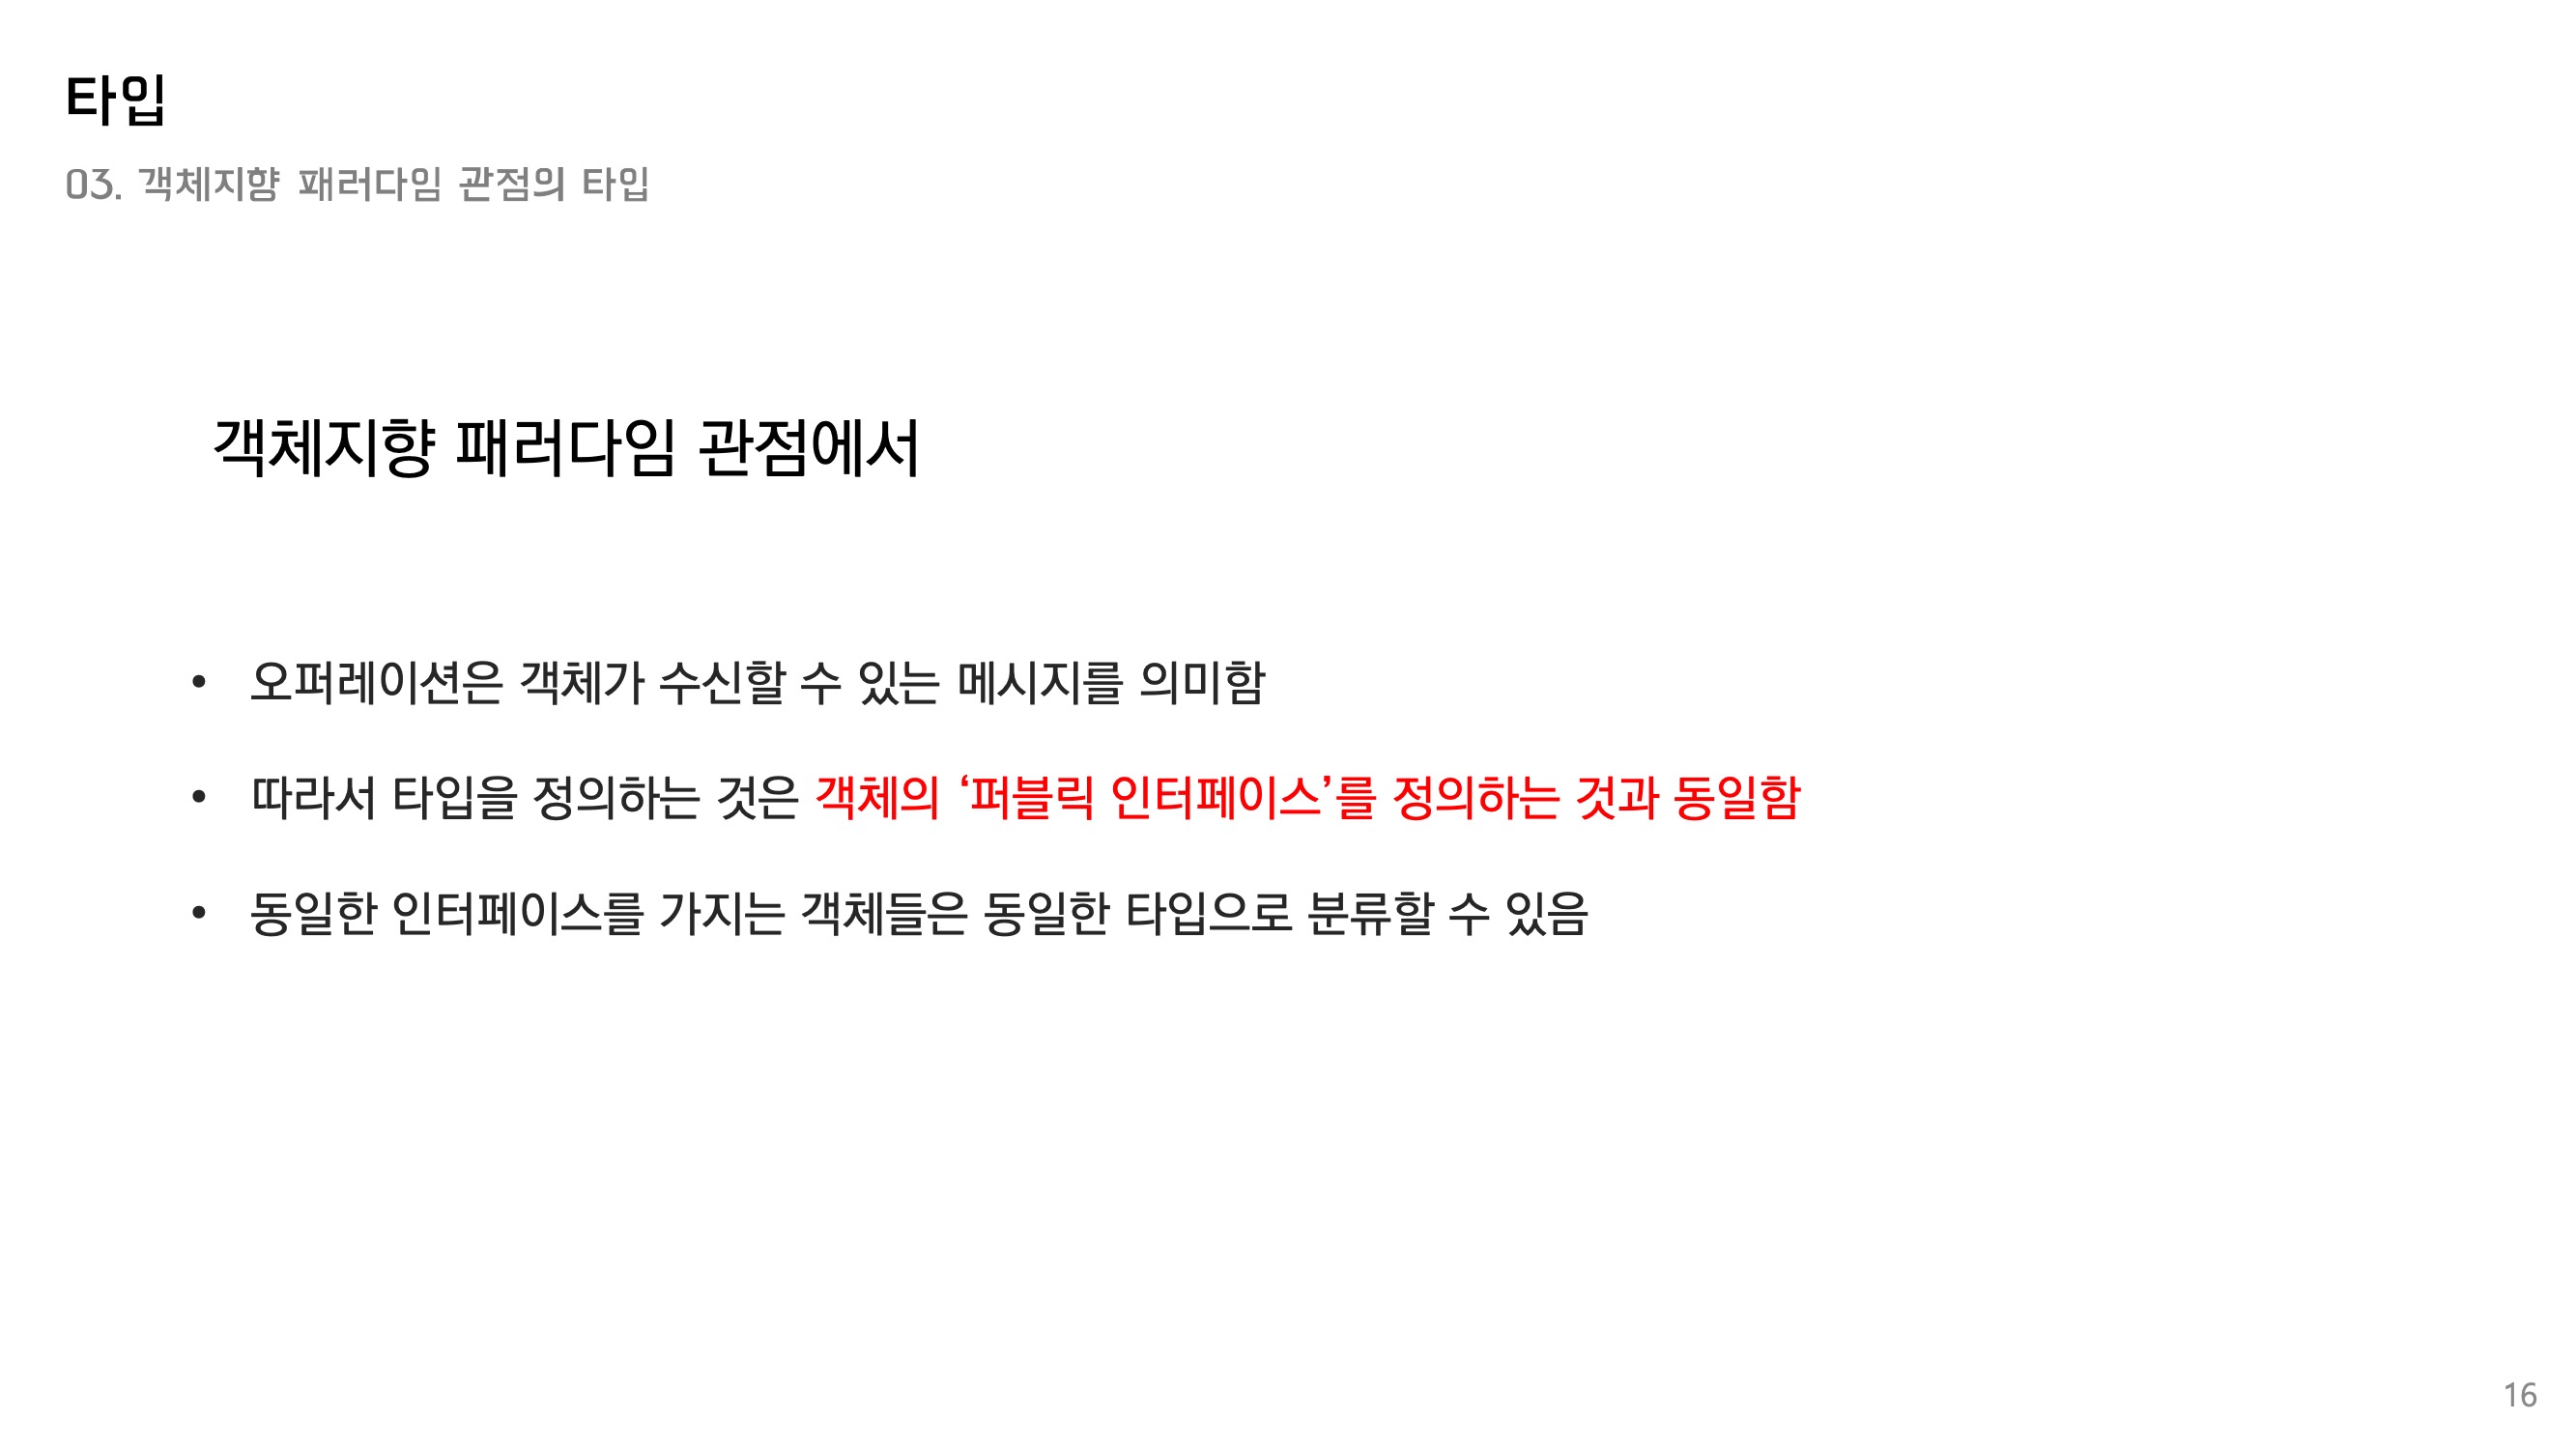 타입
03. 객체지향 패러다임 관점의 타입
객체지향 패러다임 관점에서
• 오퍼레이션은 객체가 수신할 수 있는 메시지를 의미함
• 따라서 타입을 정의하는 것은 객체의 ‘퍼블릭 인터페이스’를 정의하는 것과 동일함
• 동일한 인터페이스를 가지는 객체들은 동일한 타입으로 분류할 수 있음
16